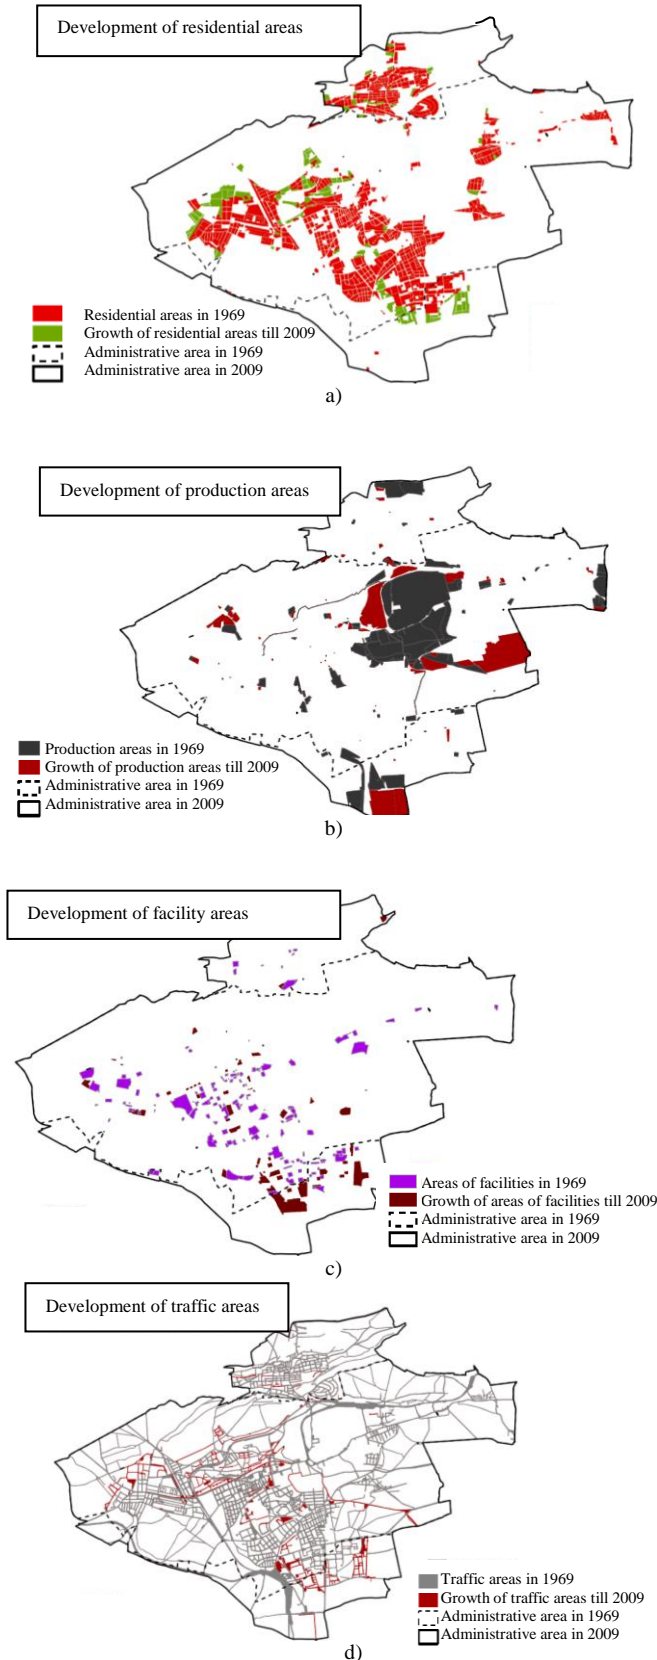 Development of residential areas
Residential areas in 1969
Growth of residential areas till 2009
Administrative area in 1969
Administrative area in 2009
a)
Development of production areas
Production areas in 1969
Growth of production areas till 2009
Administrative area in 1969
Administrative area in 2009
b)
Development of facility areas
Areas of facilities in 1969
Growth of areas of facilities till 2009
Administrative area in 1969
Administrative area in 2009
c)
Development of traffic areas
Traffic areas in 1969
Growth of traffic areas till 2009
Administrative area in 1969
Administrative area in 2009
d)